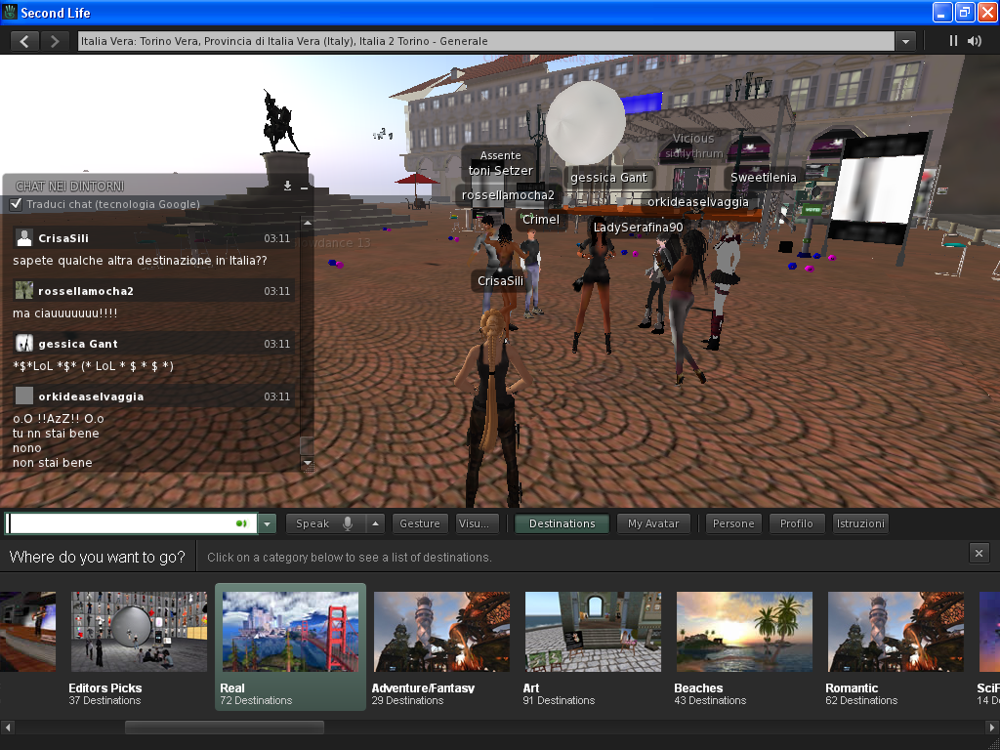 Second Life
Italia Vera: Torino Vera, Provincia di Italia Vera (Italy), Italia 2 Torino - Generale
Vicious
Assente
toni Setzer
gessica Gant
Sweetilenia
rossellamocha2
orkideaselvaggia
Crimel
LadySerafina90
CrisaSili
CHAT NEI DINTORNI
Traduci chat (tecnologia Google)
CrisaSili 03:11
sapete qualche altra destinazione in Italia??
rossellamocha2 03:11
ma ciauuuuuuu!!!!
gessica Gant 03:11
*$*LoL *$* (* LoL * $ * $ *)
orkideaselvaggia 03:11
o.O !!AzZ!! O.o
tu nn stai bene
nono
non stai bene
Speak Gesture Visu... Destinations My Avatar Persone Profilo Istruzioni
Where do you want to go? Click on a category below to see a list of destinations.
Editors Picks
37 Destinations
Real
72 Destinations
Adventure/Fantasy
29 Destinations
Art
91 Destinations
Beaches
43 Destinations
Romantic
62 Destinations
SciF
14 D